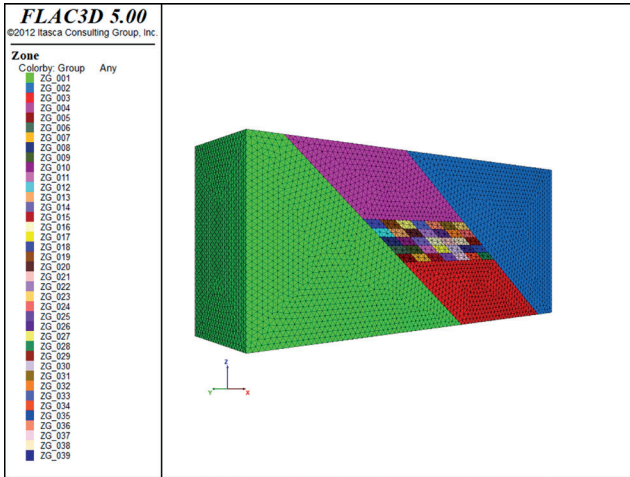 FLAC3D 5.00
©2012 Itasca Consulting Group, Inc.
Zone
Colorby: Group Any
ZG_001
ZG_002
ZG_003
ZG_004
ZG_005
ZG_006
ZG_007
ZG_008
ZG_009
ZG_010
ZG_011
ZG_012
ZG_013
ZG_014
ZG_015
ZG_016
ZG_017
ZG_018
ZG_019
ZG_020
ZG_021
ZG_022
ZG_023
ZG_024
ZG_025
ZG_026
ZG_027
ZG_028
ZG_029
ZG_030
ZG_031
ZG_032
ZG_033
ZG_034
ZG_035
ZG_036
ZG_037
ZG_038
ZG_039
Z
Y X